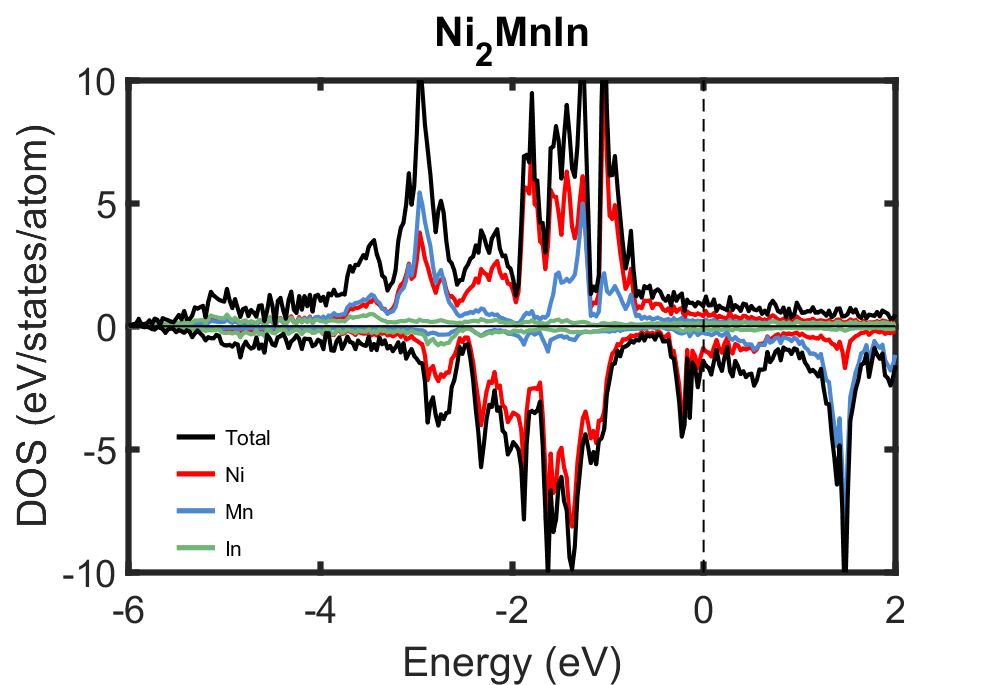 Ni₂MnIn
DOS (eV/states/atom)
10
5
0
-5
-10
Total
Ni
Mn
In
-6 -4 -2 0 2
Energy (eV)